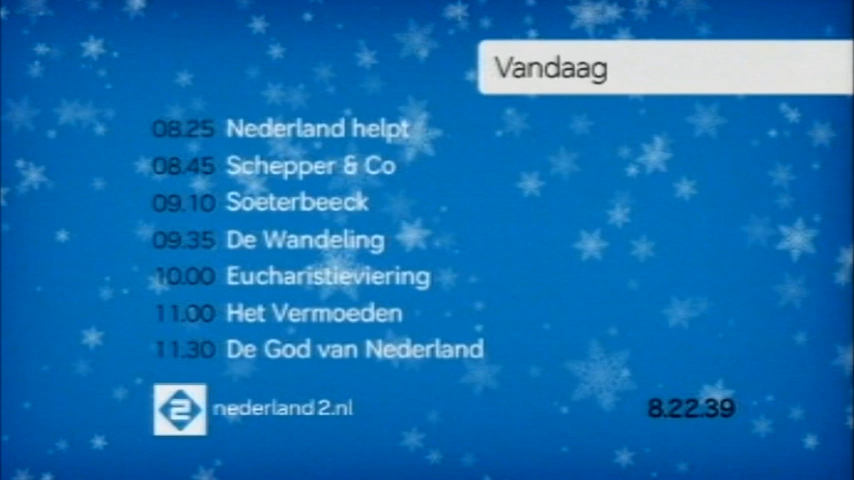 Vandaag
08.25 Nederland helpt
08.45 Schepper & Co
09.10 Soeterbeeck
09.35 De Wandeling
10.00 Eucharistieviering
11.00 Het Vermoeden
11.30 De God van Nederland
2 nederland2.nl
8.22.39